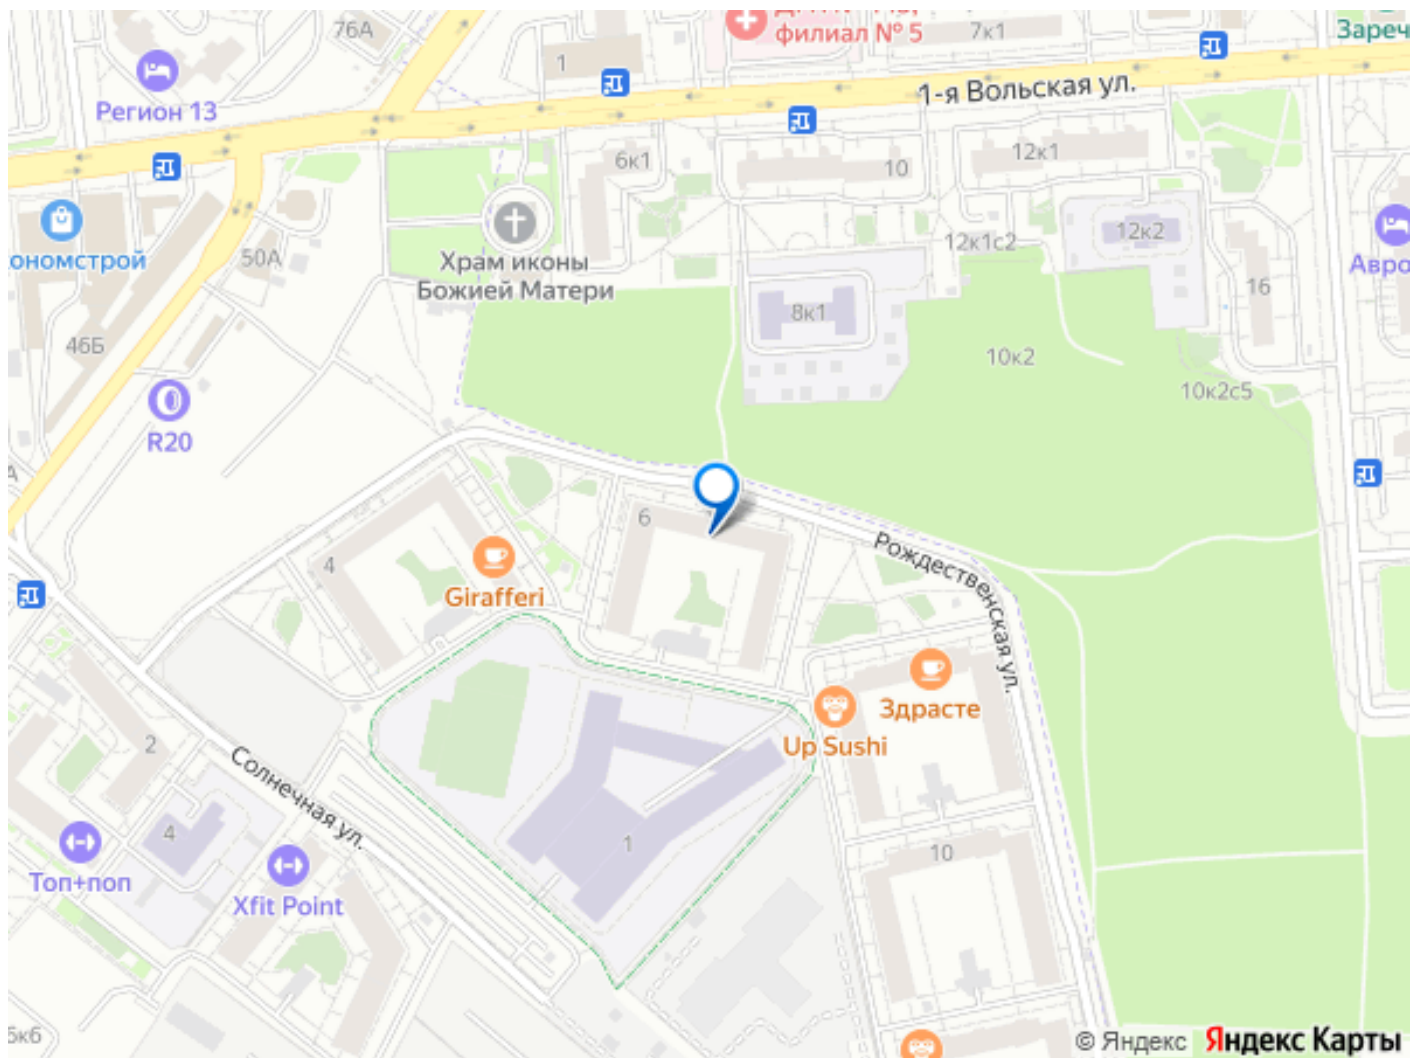 76А
филиал № 5
7к1
Зареч
1
1-я Вольская ул.
Регион 13
6к1
10
12к1
50А
Храм иконы
Божией Матери
12к1с2
12к2
ономстрой
Авро
16
8к1
46Б
10к2
10к2с5
R20
6
4
Girafferi
Рождественская ул.
Здрасте
Up Sushi
2
Солнечная ул.
4
1
10
Топ+поп
Xfit Point
6к6
© Яндекс Яндекс Карты